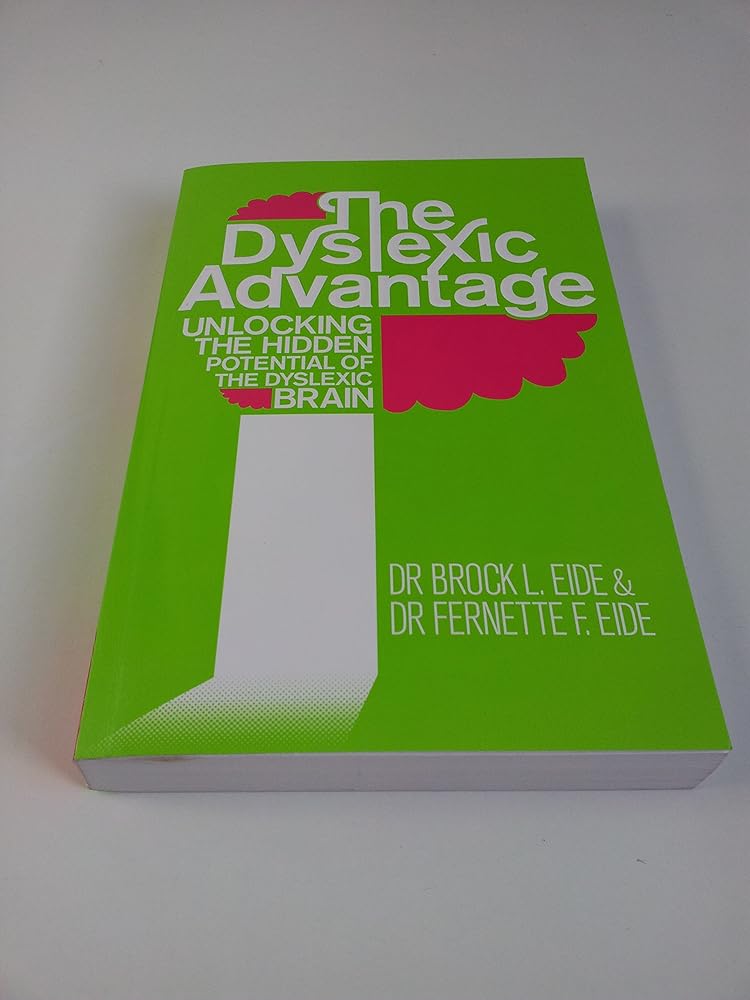 The
Dyslexic
Advantage
UNLOCKING
THE HIDDEN
POTENTIAL OF
THE DYSLEXIC
BRAIN
DR BROCK L. EIDE &
DR FERNETTE F. EIDE